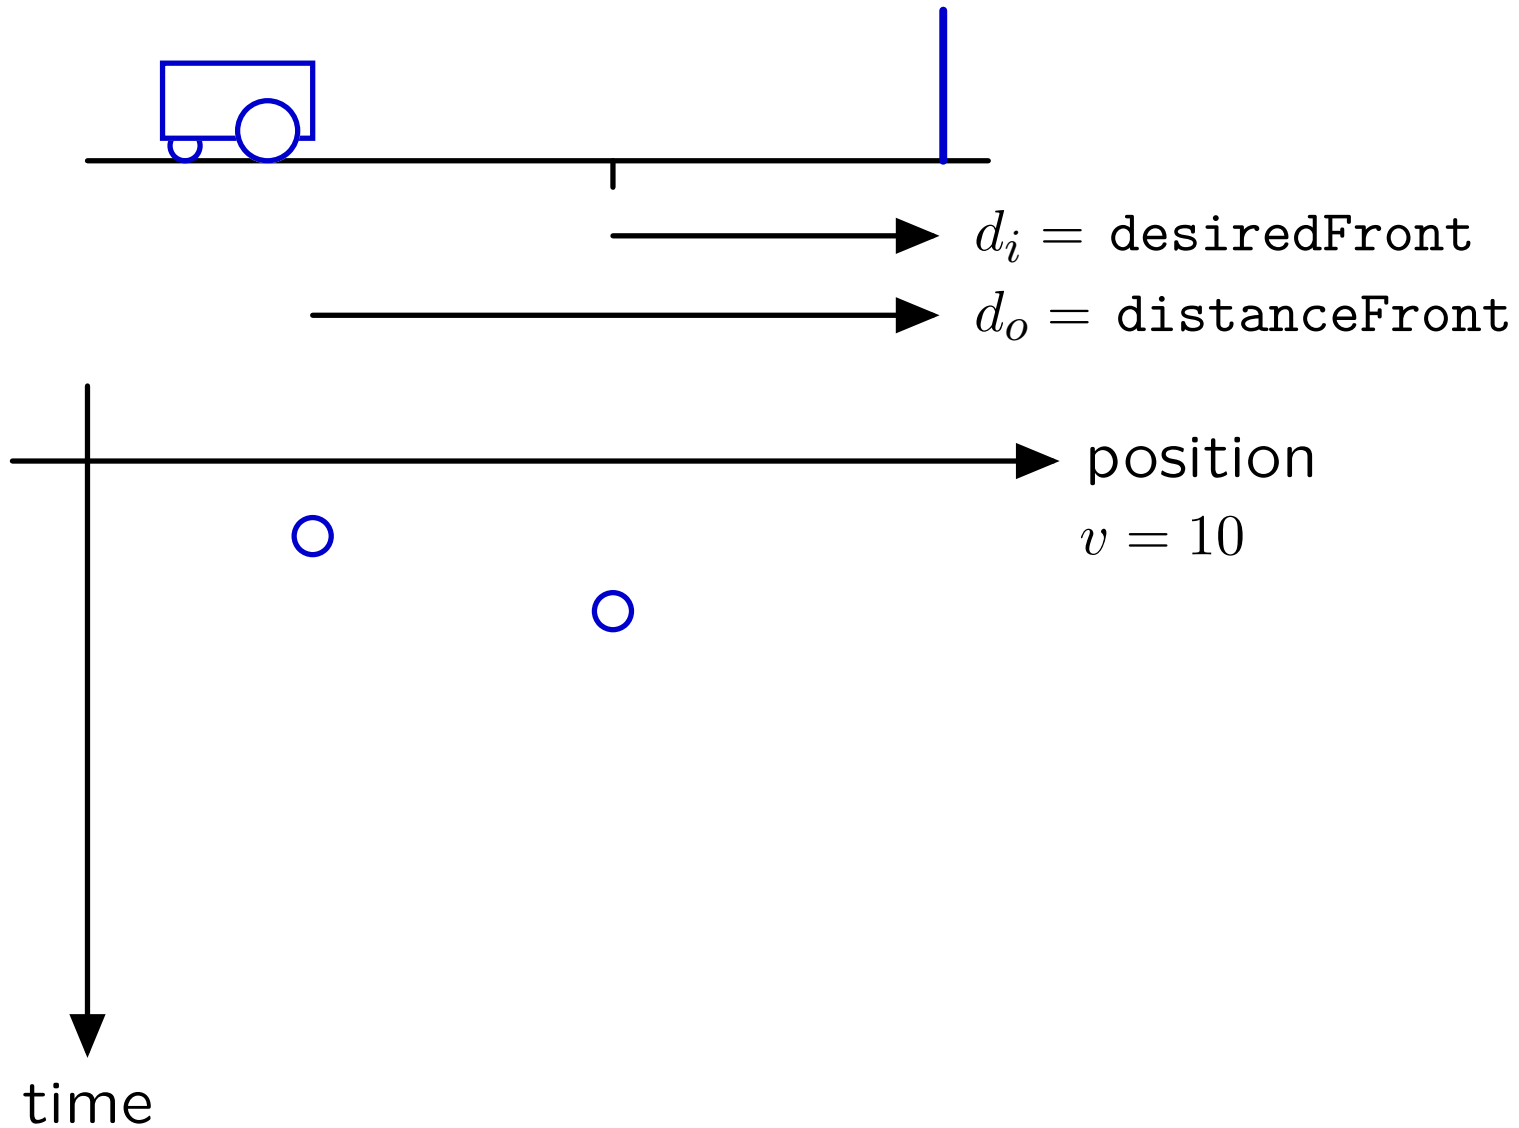 d_i = desiredFront
d_o = distanceFront
position
v = 10
time